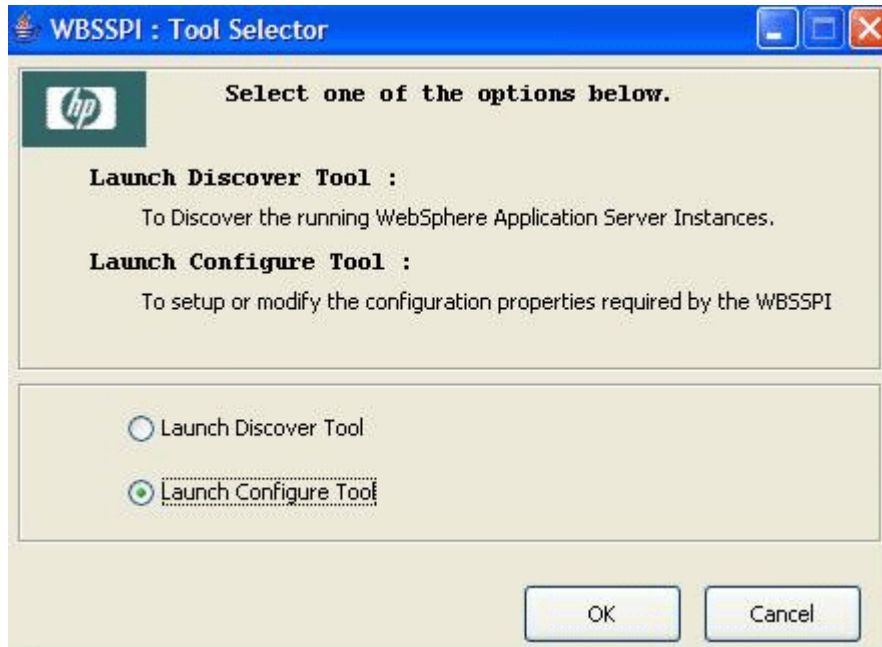 WBSSPI : Tool Selector
hp
Select one of the options below.
Launch Discover Tool :
To Discover the running WebSphere Application Server Instances.
Launch Configure Tool :
To setup or modify the configuration properties required by the WBSSPI
Launch Discover Tool
Launch Configure Tool
OK
Cancel